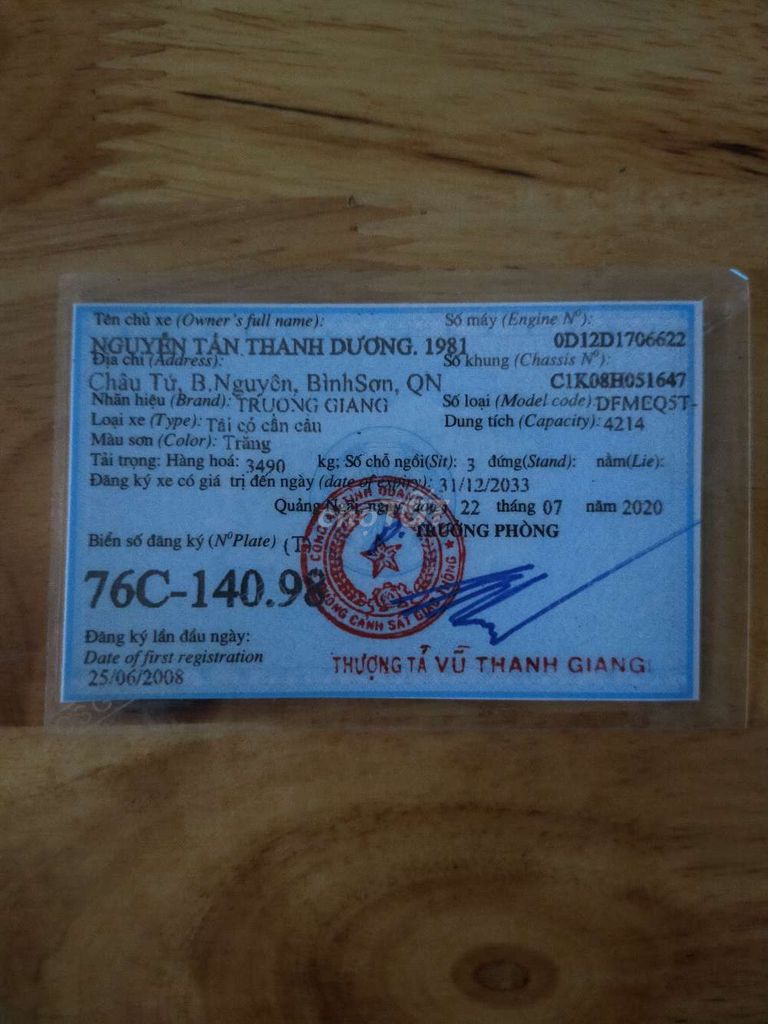 Tên chủ xe (Owner's full name): Số máy (Engine Nº):
NGUYỄN TẤN THANH DƯƠNG. 1981 0D12D1706622
Địa chỉ (Address): Số khung (Chassis Nº):
Châu Tử, B.Nguyên, BìnhSơn, QN C1K08H051647
Nhãn hiệu (Brand): TRƯỜNG GIANG Số loại (Model code): DFMEQ5T-
Loại xe (Type): Tải có cần cẩu Dung tích (Capacity): 4214
Màu sơn (Color): Trắng
Tải trọng: Hàng hoá: 3490 kg; Số chỗ ngồi(Sit): 3 đứng(Stand): nằm(Lie):
Đăng ký xe có giá trị đến ngày (date of expiry): 31/12/2033
Quảng Ngãi, ngày 22 tháng 07 năm 2020
TRƯỞNG PHÒNG
Biển số đăng ký (NºPlate) (T
76C-140.98
Đăng ký lần đầu ngày:
Date of first registration
25/06/2008
THƯỢNG TÁ VŨ THANH GIANG